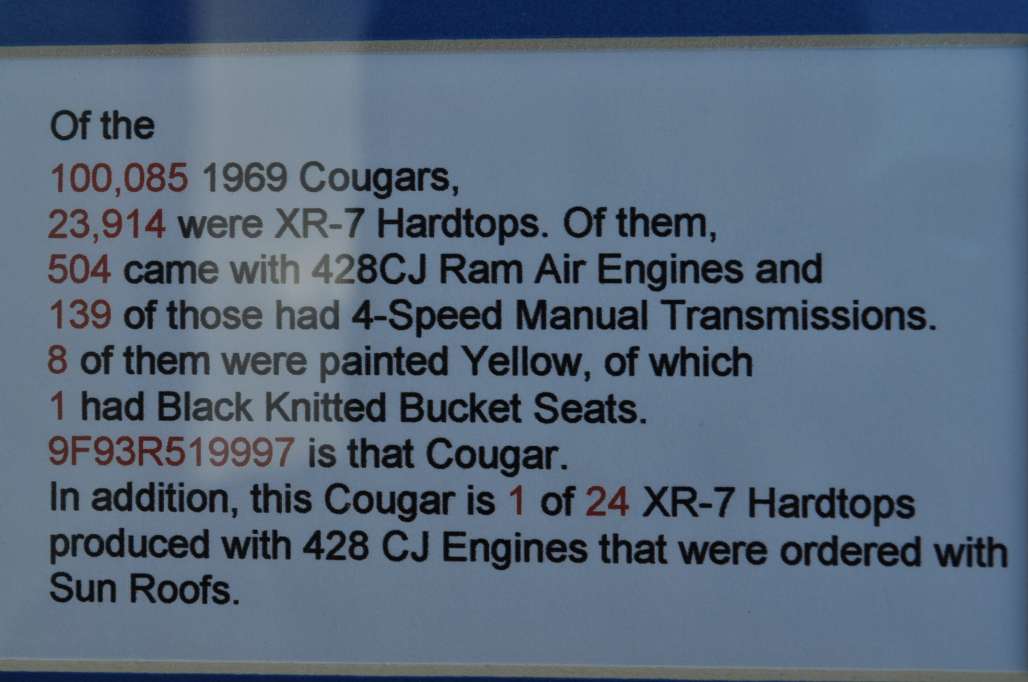 Of the
100,085 1969 Cougars,
23,914 were XR-7 Hardtops. Of them,
504 came with 428CJ Ram Air Engines and
139 of those had 4-Speed Manual Transmissions.
8 of them were painted Yellow, of which
1 had Black Knitted Bucket Seats.
9F93R519997 is that Cougar.
In addition, this Cougar is 1 of 24 XR-7 Hardtops
produced with 428 CJ Engines that were ordered with
Sun Roofs.